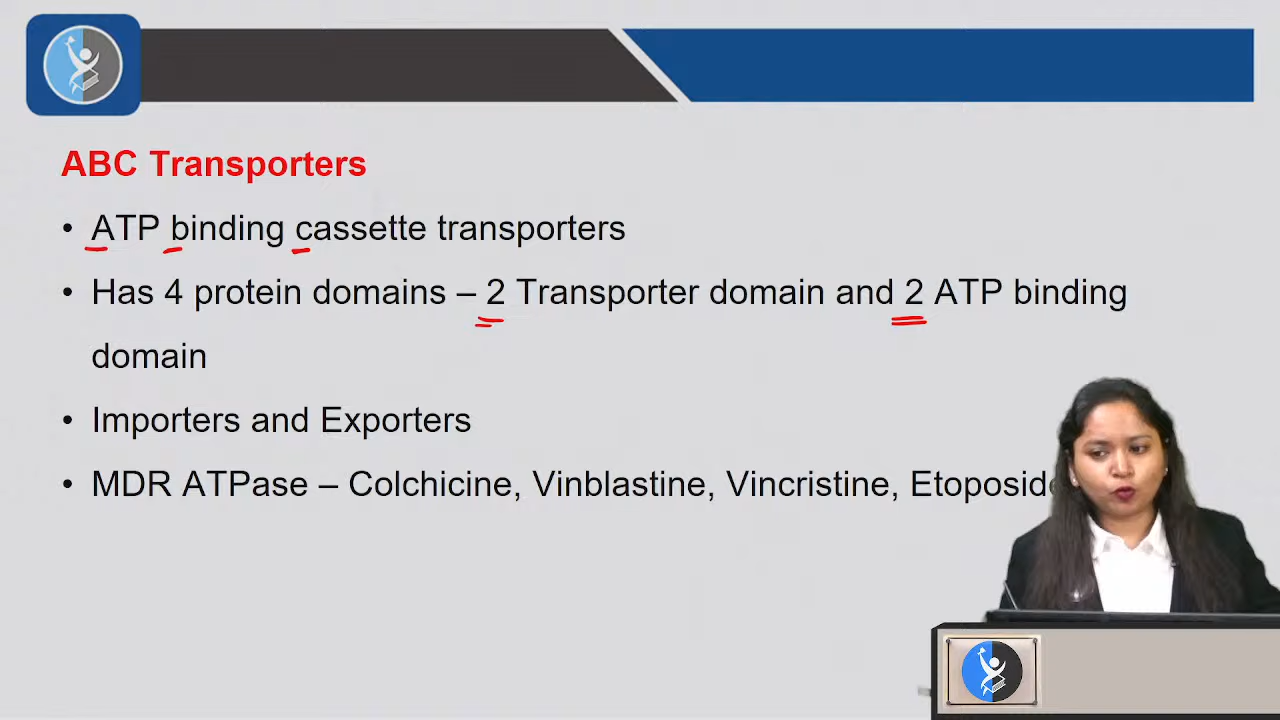 ABC Transporters
• ATP binding cassette transporters
• Has 4 protein domains – 2 Transporter domain and 2 ATP binding
domain
• Importers and Exporters
• MDR ATPase – Colchicine, Vinblastine, Vincristine, Etoposide